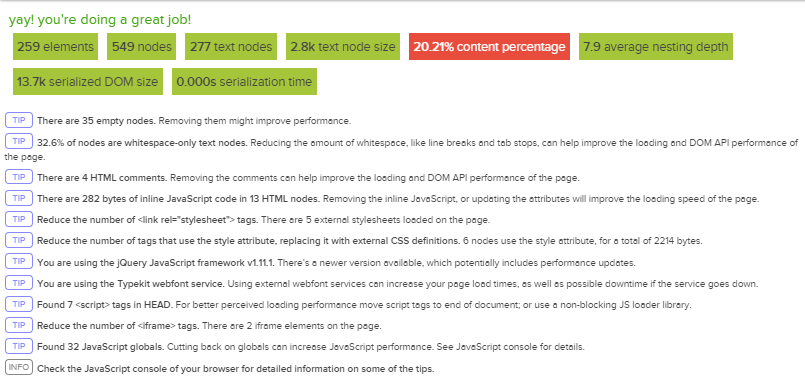 yay! you're doing a great job!
259 elements 549 nodes 277 text nodes 2.8k text node size 20.21% content percentage 7.9 average nesting depth
13.7k serialized DOM size 0.000s serialization time
TIP There are 35 empty nodes. Removing them might improve performance.
TIP 32.6% of nodes are whitespace-only text nodes. Reducing the amount of whitespace, like line breaks and tab stops, can help improve the loading and DOM API performance of
the page.
TIP There are 4 HTML comments. Removing the comments can help improve the loading and DOM API performance of the page.
TIP There are 282 bytes of inline JavaScript code in 13 HTML nodes. Removing the inline JavaScript, or updating the attributes will improve the loading speed of the page.
TIP Reduce the number of <link rel="stylesheet"> tags. There are 5 external stylesheets loaded on the page.
TIP Reduce the number of tags that use the style attribute, replacing it with external CSS definitions. 6 nodes use the style attribute, for a total of 2214 bytes.
TIP You are using the jQuery JavaScript framework v1.11.1. There's a newer version available, which potentially includes performance updates.
TIP You are using the Typekit webfont service. Using external webfont services can increase your page load times, as well as possible downtime if the service goes down.
TIP Found 7 <script> tags in HEAD. For better perceived loading performance move script tags to end of document; or use a non-blocking JS loader library.
TIP Reduce the number of <iframe> tags. There are 2 iframe elements on the page.
TIP Found 32 JavaScript globals. Cutting back on globals can increase JavaScript performance. See JavaScript console for details.
INFO Check the JavaScript console of your browser for detailed information on some of the tips.